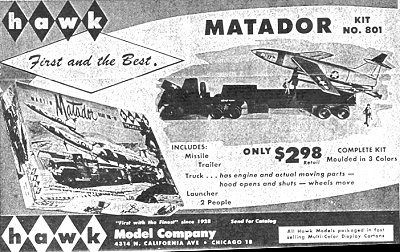 hawk
MATADOR
KIT
NO. 801
First and the Best.
Matador
INCLUDES:
Missile
Trailer
Truck . . . has engine and actual moving parts —
hood opens and shuts — wheels move
Launcher
2 People
ONLY $2.98
Retail
COMPLETE KIT
Moulded in 3 Colors
hawk
"First with the Finest" since 1928
Send for Catalog
Model Company
4314 N. CALIFORNIA AVE • CHICAGO 18
All Hawk Models packaged in fast
selling Multi-Color Display Cartons